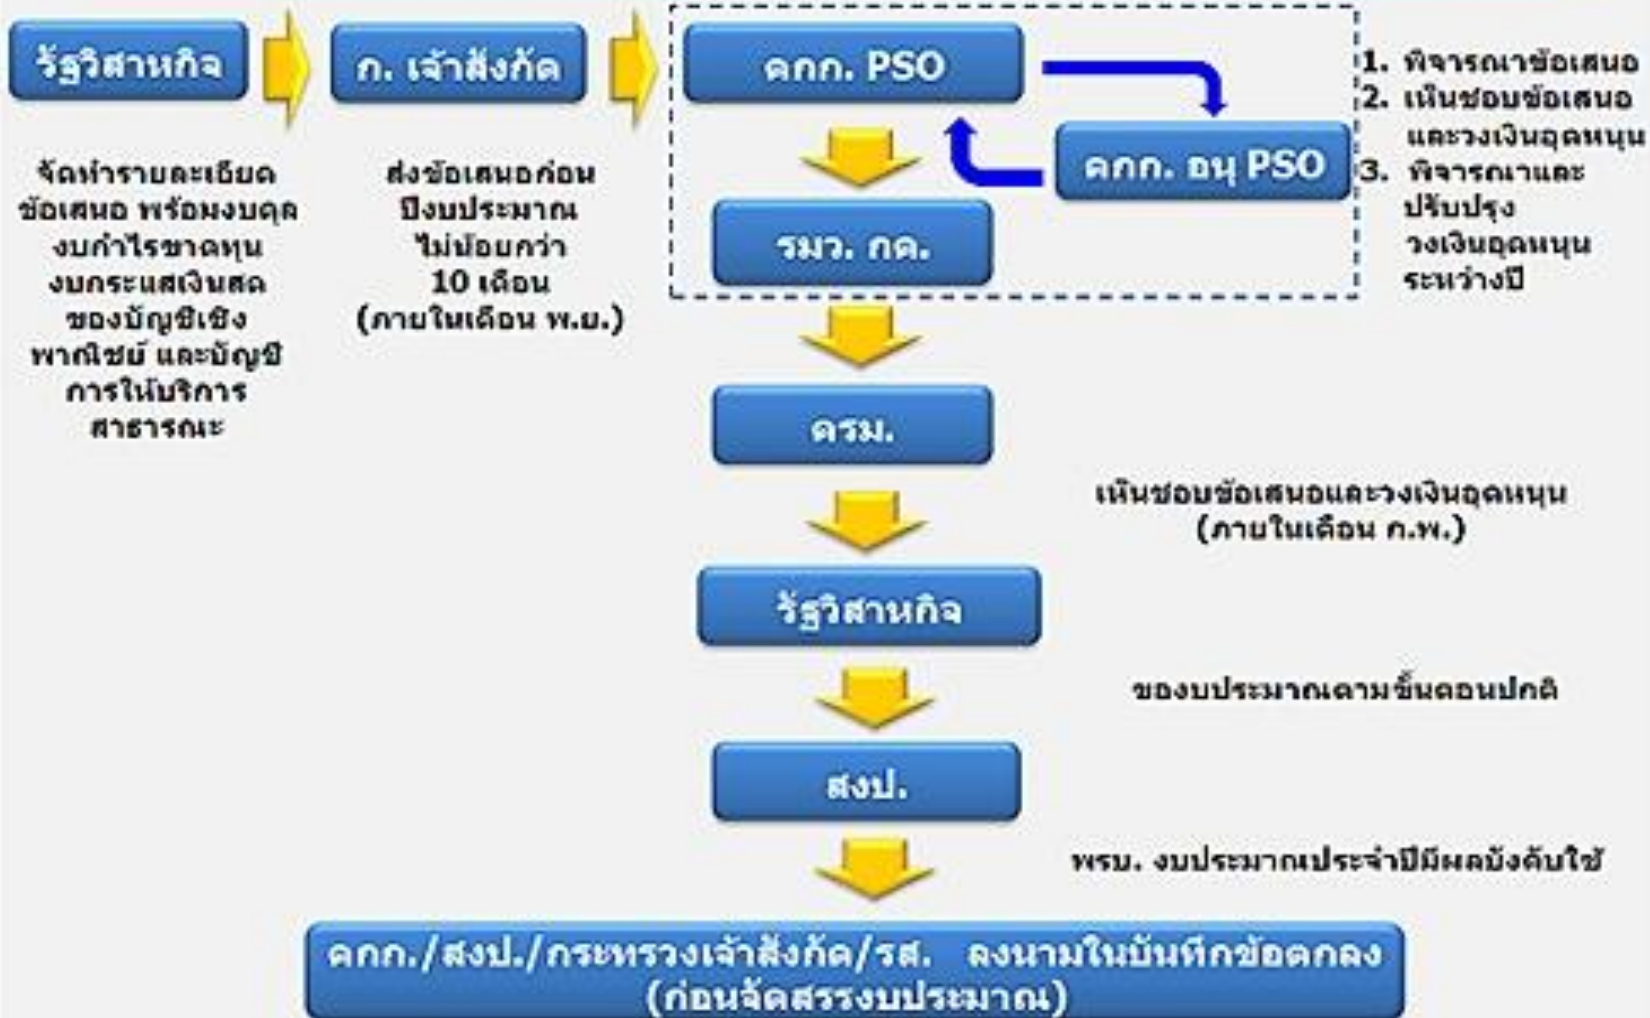 รัฐวิสาหกิจ
ก. เจ้าสังกัด
คกก. PSO
คกก. อนุ PSO
รมว. กค.
1. พิจารณาข้อเสนอ
2. เห็นชอบข้อเสนอ
และวงเงินอุดหนุน
3. พิจารณาและ
ปรับปรุง
วงเงินอุดหนุน
ระหว่างปี
จัดทำรายละเอียด
ข้อเสนอ พร้อมงบดุล
งบกำไรขาดทุน
งบกระแสเงินสด
ของบัญชีเชิง
พาณิชย์ และบัญชี
การให้บริการ
สาธารณะ
ส่งข้อเสนอก่อน
ปีงบประมาณ
ไม่น้อยกว่า
10 เดือน
(ภายในเดือน พ.ย.)
ครม.
เห็นชอบข้อเสนอและวงเงินอุดหนุน
(ภายในเดือน ก.พ.)
รัฐวิสาหกิจ
ของบประมาณตามขั้นตอนปกติ
สงป.
พรบ. งบประมาณประจำปีมีผลบังคับใช้
คกก./สงป./กระทรวงเจ้าสังกัด/รส. ลงนามในบันทึกข้อตกลง
(ก่อนจัดสรรงบประมาณ)